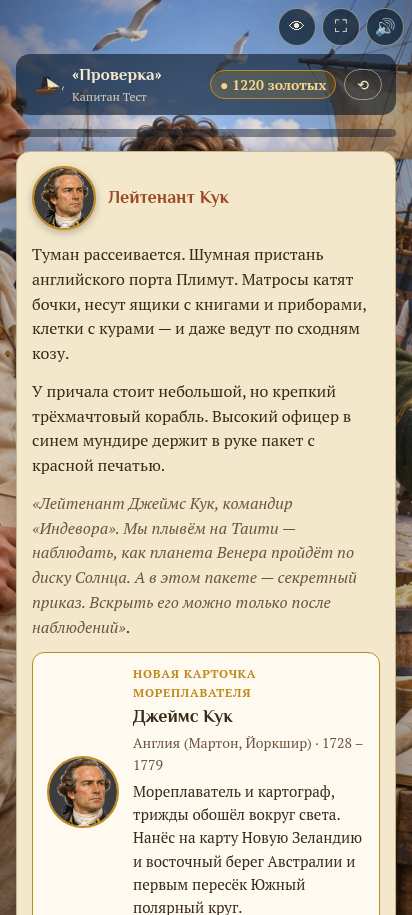 «Проверка»
Капитан Тест
● 1220 золотых
Лейтенант Кук
Туман рассеивается. Шумная пристань
английского порта Плимут. Матросы катят
бочки, несут ящики с книгами и приборами,
клетки с курами — и даже ведут по сходням
козу.
У причала стоит небольшой, но крепкий
трёхмачтовый корабль. Высокий офицер в
синем мундире держит в руке пакет с
красной печатью.
«Лейтенант Джеймс Кук, командир
«Индевора». Мы плывём на Таити —
наблюдать, как планета Венера пройдёт по
диску Солнца. А в этом пакете — секретный
приказ. Вскрыть его можно только после
наблюдений».
НОВАЯ КАРТОЧКА
МОРЕПЛАВАТЕЛЯ
Джеймс Кук
Англия (Мартон, Йоркшир) · 1728 –
1779
Мореплаватель и картограф,
трижды обошёл вокруг света.
Нанёс на карту Новую Зеландию
и восточный берег Австралии и
первым пересёк Южный
полярный круг.